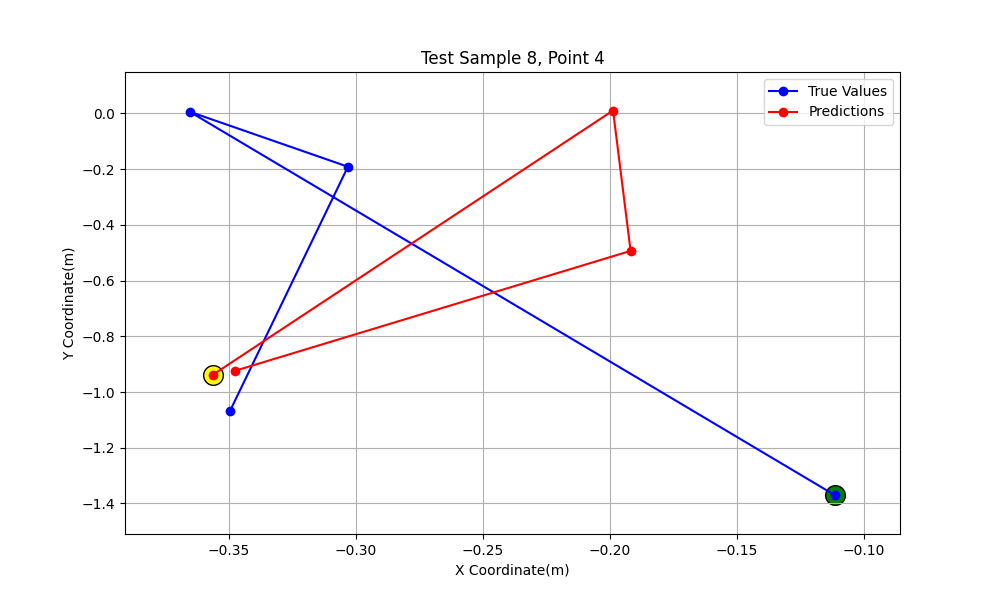 Test Sample 8, Point 4
True Values
Predictions
0.0
−0.2
−0.4
−0.6
−0.8
−1.0
−1.2
−1.4
Y Coordinate(m)
−0.35 −0.30 −0.25 −0.20 −0.15 −0.10
X Coordinate(m)